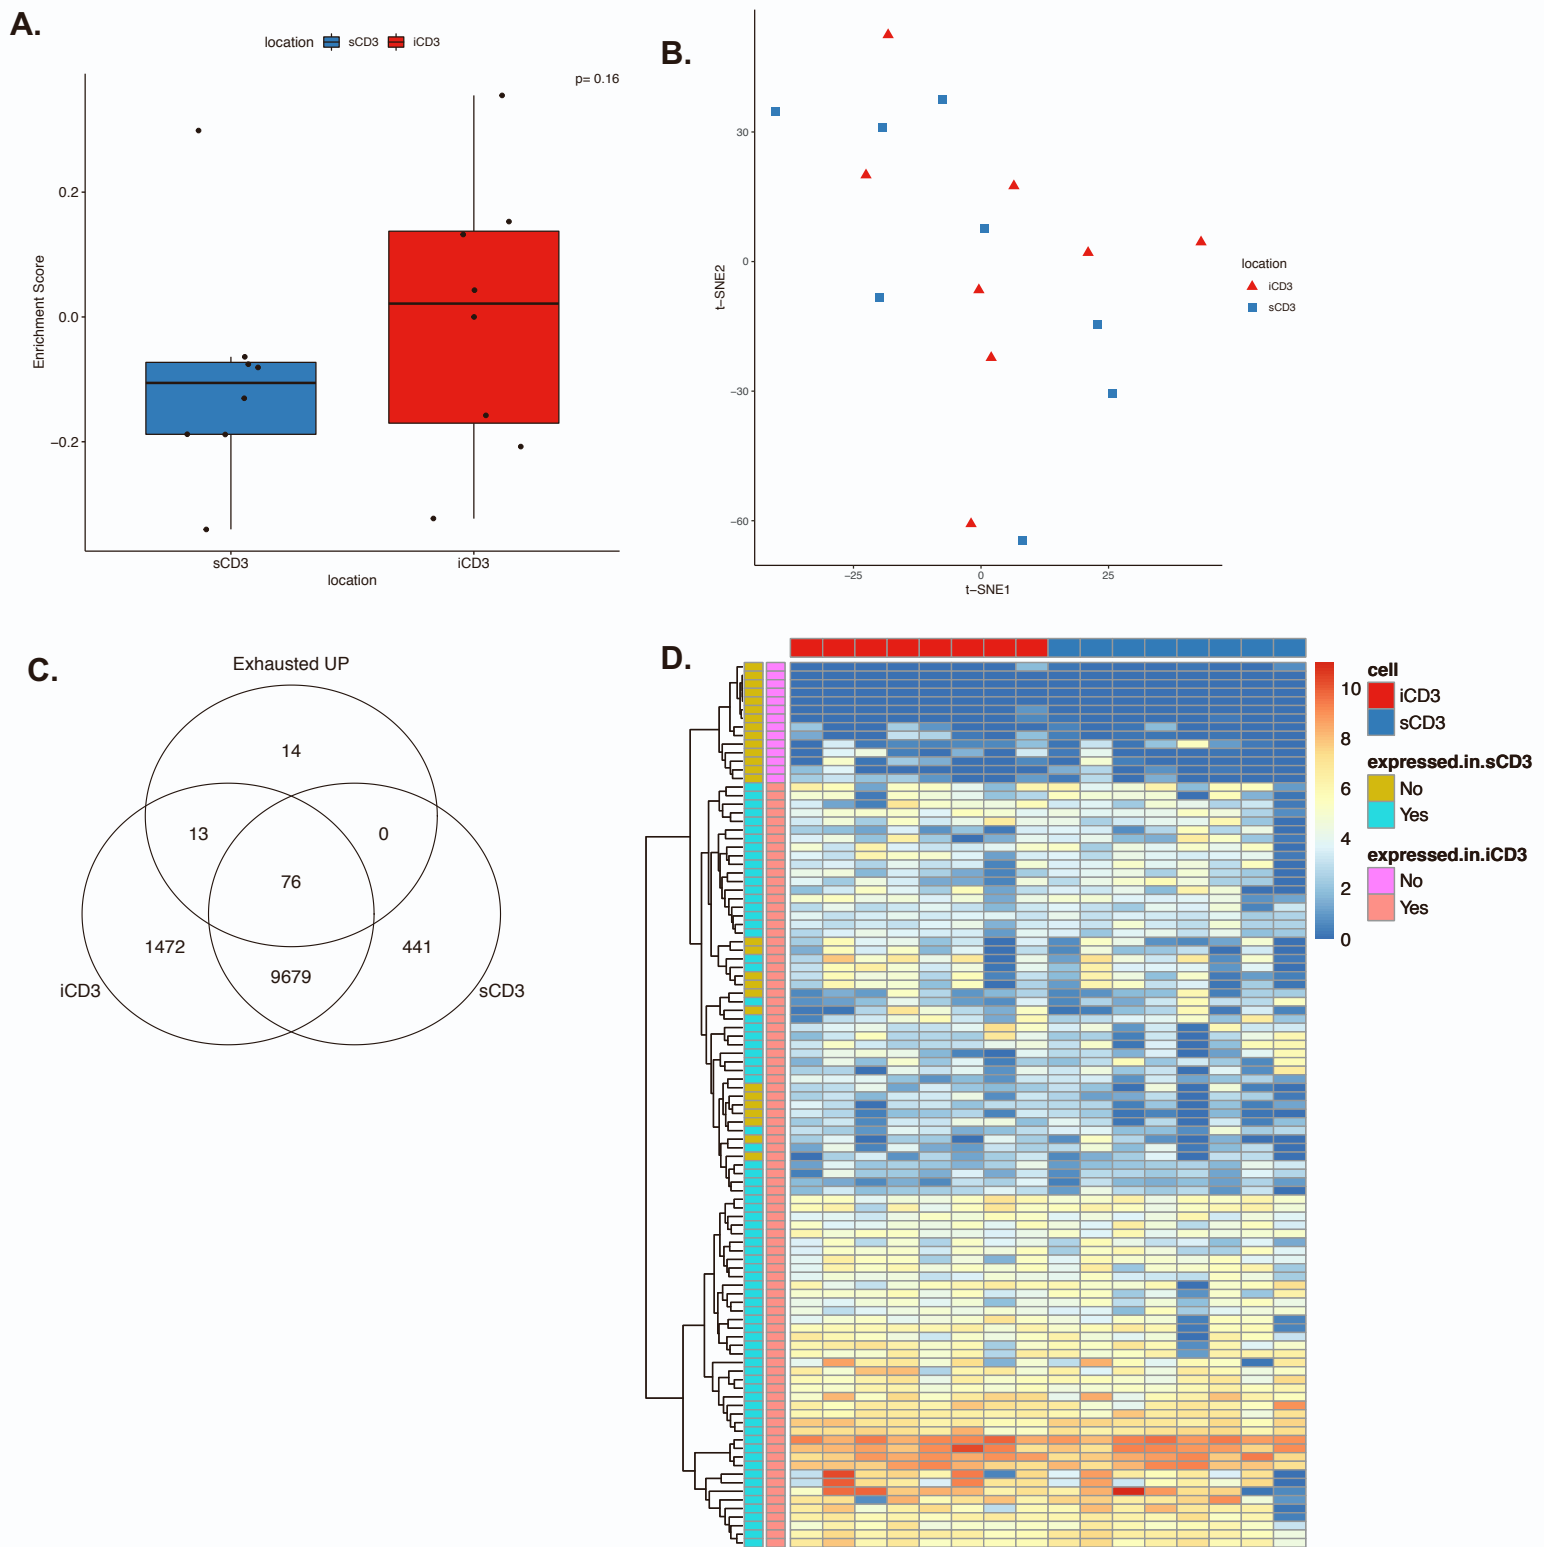 A.
location sCD3 iCD3
p= 0.16
Enrichment Score
0.2
0.0
−0.2
sCD3 iCD3
location
B.
t−SNE2
30
0
−30
−60
−25 0 25
t−SNE1
location
iCD3
sCD3
C.
Exhausted UP
14
13 0
76
1472 441
9679
iCD3 sCD3
D.
10
8
6
4
2
0
cell
iCD3
sCD3
expressed.in.sCD3
No
Yes
expressed.in.iCD3
No
Yes